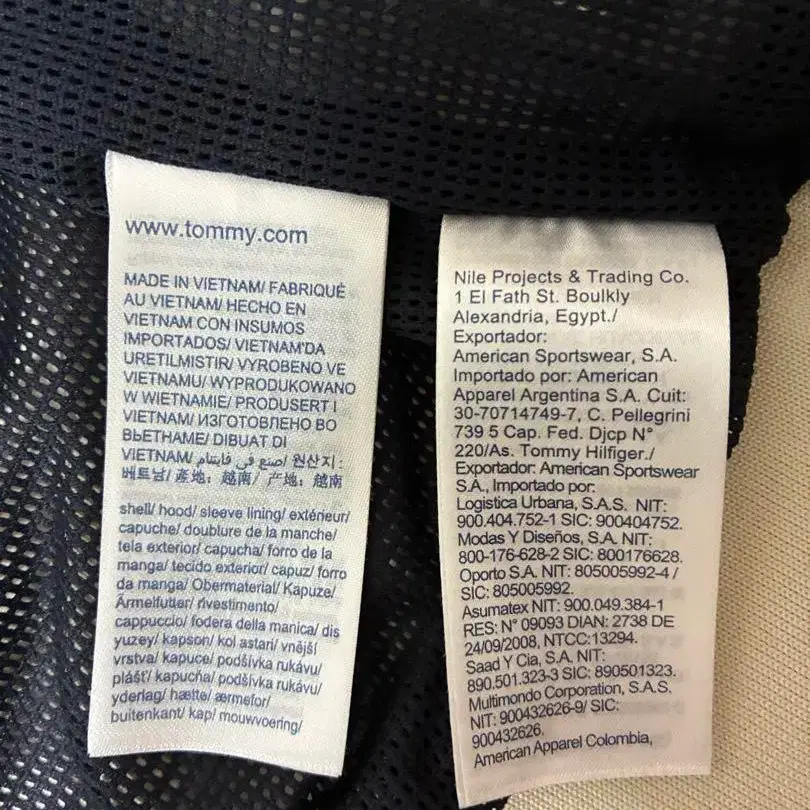 www.tommy.com
MADE IN VIETNAM/ FABRIQUÉ
AU VIETNAM/ HECHO EN
VIETNAM CON INSUMOS
IMPORTADOS/ VIETNAM'DA
URETILMISTIR/ VYROBENO VE
VIETNAMU/ WYPRODUKOWANO
W WIETNAMIE/ PRODUSERT I
VIETNAM/ ИЗГОТОВЛЕНО ВО
ВЬЕТНАМЕ/ DIBUAT DI
VIETNAM/ اصنع في فايتنام/ 원산지 :
베트남/ 產地：越南/ 产地：越南
shell/ hood/ sleeve lining/ extérieur/
capuche/ doublure de la manche/
tela exterior/ capucha/ forro de la
manga/ tecido exterior/ capuz/ forro
da manga/ Obermaterial/ Kapuze/
Ärmelfutter/ rivestimento/
cappuccio/ fodera della manica/ dis
yuzey/ kapson/ kol astari/ vnější
vrstva/ kapuce/ podšívka rukávu/
plášť/ kapucňa/ podšívka rukávu/
yderlag/ hætte/ ærmefor/
buitenkant/ kap/ mouwvoering/
Nile Projects & Trading Co.
1 El Fath St. Boulkly
Alexandria, Egypt./
Exportador:
American Sportswear, S.A.
Importado por: American
Apparel Argentina S.A. Cuit:
30-70714749-7, C. Pellegrini
739 5 Cap. Fed. Djcp N°
220/As. Tommy Hilfiger./
Exportador: American Sportswear
S.A., Importado por:
Logistica Urbana, S.A.S. NIT:
900.404.752-1 SIC: 900404752.
Modas Y Diseños, S.A. NIT:
800-176-628-2 SIC: 800176628.
Oporto S.A. NIT: 805005992-4 /
SIC: 805005992.
Asumatex NIT: 900.049.384-1
RES: N° 09093 DIAN: 2738 DE
24/09/2008, NTCC:13294.
Saad Y Cia, S.A. NIT:
890.501.323-3 SIC: 890501323.
Multimondo Corporation, S.A.S.
NIT: 900432626-9/ SIC:
900432626.
American Apparel Colombia,